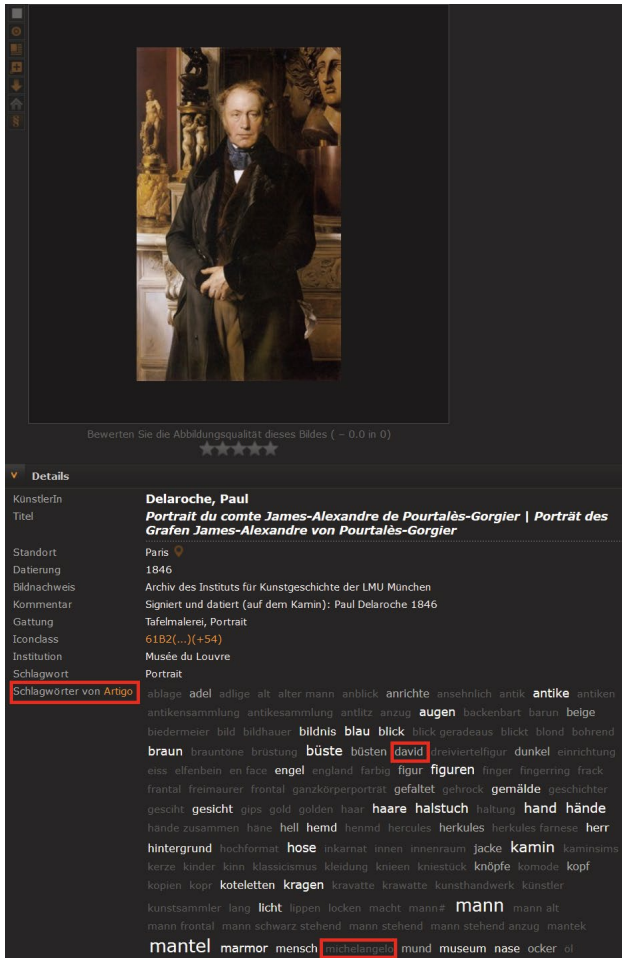 Bewerten Sie die Abbildungsqualität dieses Bildes ( ~ 0.0 in 0)
Details
KünstlerIn Delaroche, Paul
Titel Portrait du comte James-Alexandre de Pourtalès-Gorgier | Porträt des
Grafen James-Alexandre von Pourtalès-Gorgier
Standort Paris
Datierung 1846
Bildnachweis Archiv des Instituts für Kunstgeschichte der LMU München
Kommentar Signiert und datiert (auf dem Kamin): Paul Delaroche 1846
Gattung Tafelmalerei, Portrait
Iconclass 61B2(...)(+54)
Institution Musée du Louvre
Schlagwort Portrait
Schlagwörter von Artigo ablage adel adlige alt alter mann anblick anrichte ansehnlich antik antike antiken
antikensammlung antikesammlung antlitz anzug augen backenbart barun beige
biedermeier bild bildhauer bildnis blau blick blick geradeaus blickt blond bohrend
braun brauntöne brüstung büste büsten david dreiviertelfigur dunkel einrichtung
eiss elfenbein en face engel england farbig figur figuren finger fingerring frack
frantal freimaurer frontal ganzkörperporträt gefaltet gehrock gemälde geschichter
gesciht gesicht gips gold golden haar haare halstuch haltung hand hände
hände zusammen häne hell hemd henmd hercules herkules herkules farnese herr
hintergrund hochformat hose inkarnat innen innenraum jacke kamin kaminsims
kerze kinder kinn klassicismus kleidung knieen kniestück knöpfe komode kopf
kopien kopr koteletten kragen kravatte krawatte kunsthandwerk künstler
kunstsammler lang licht lippen locken macht mann# mann mann alt
mann frontal mann schwarz stehend mann stehend mann stehend anzug mantek
mantel marmor mensch michelangelo mund museum nase ocker ol